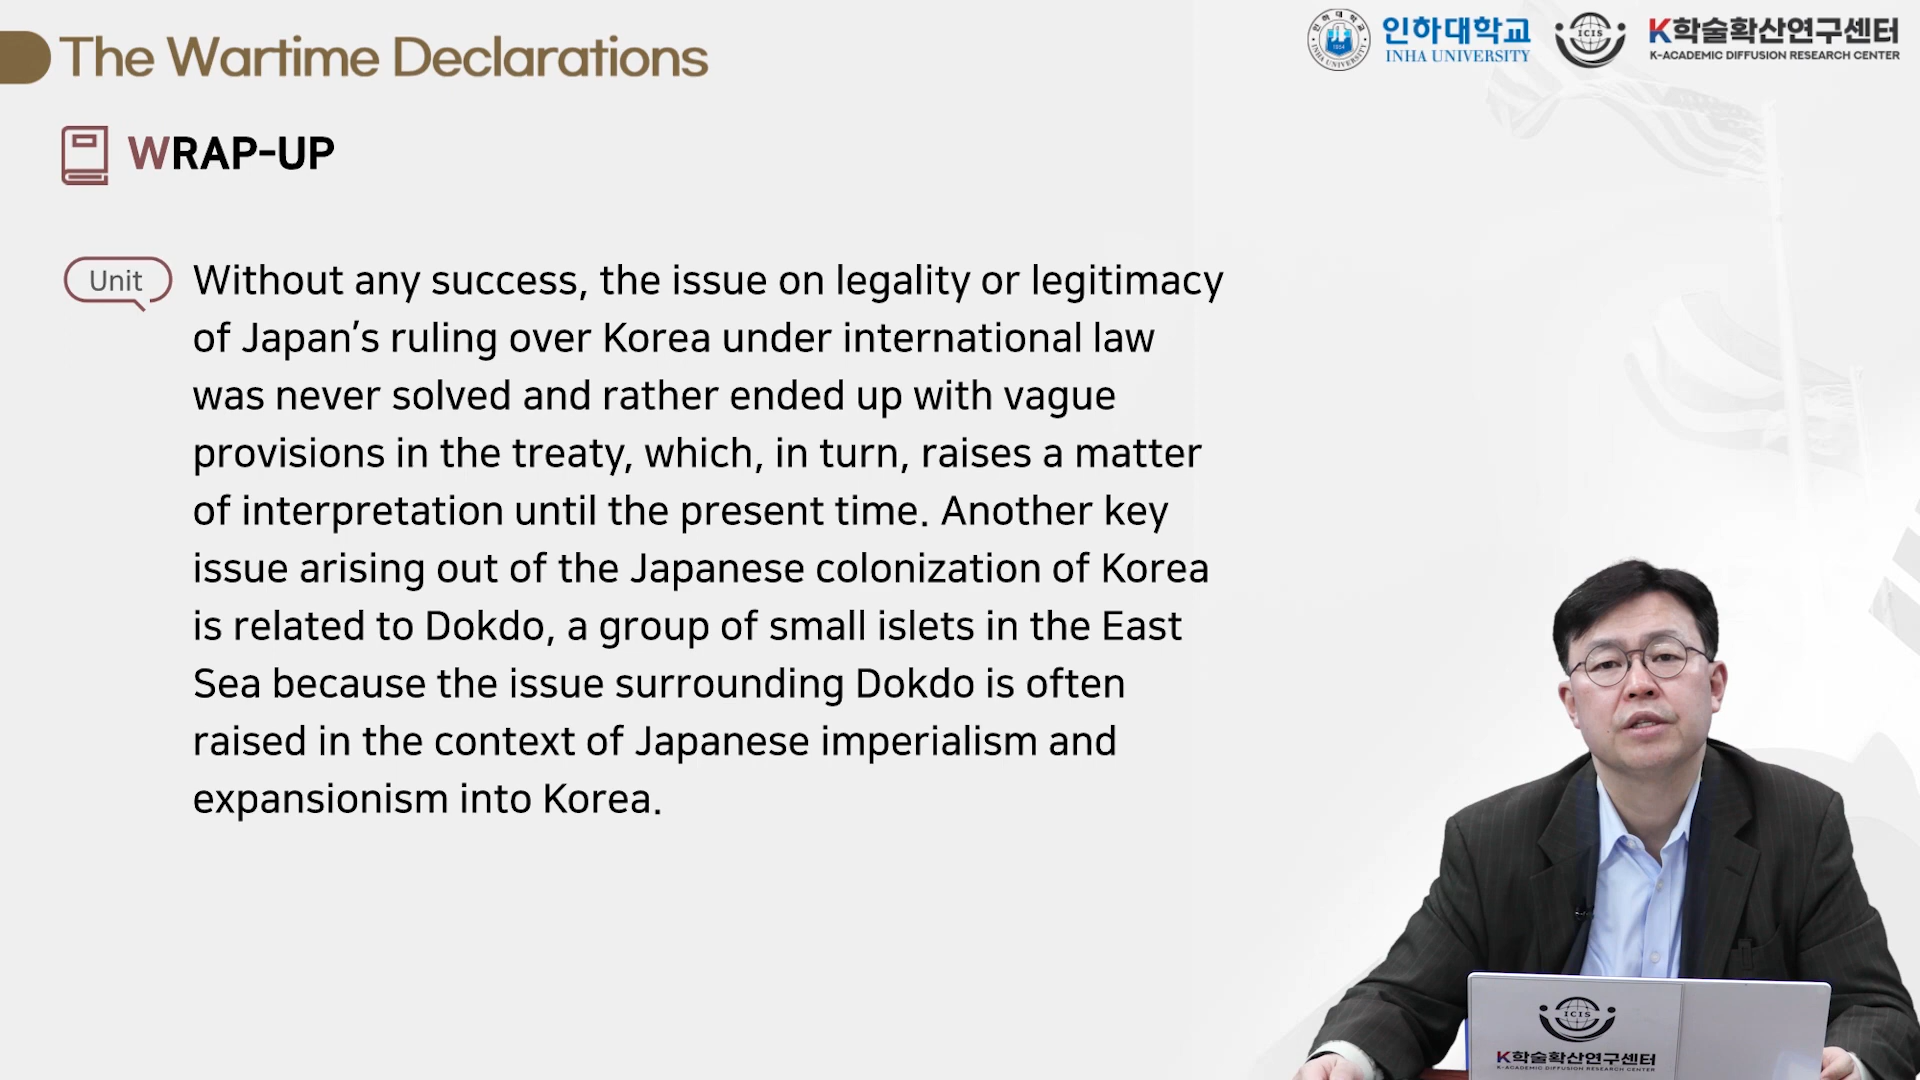 The Wartime Declarations
인하대학교
INHA UNIVERSITY
ICIS
K학술확산연구센터
K-ACADEMIC DIFFUSION RESEARCH CENTER
WRAP-UP
Unit
Without any success, the issue on legality or legitimacy
of Japan's ruling over Korea under international law
was never solved and rather ended up with vague
provisions in the treaty, which, in turn, raises a matter
of interpretation until the present time. Another key
issue arising out of the Japanese colonization of Korea
is related to Dokdo, a group of small islets in the East
Sea because the issue surrounding Dokdo is often
raised in the context of Japanese imperialism and
expansionism into Korea.
ICIS
K학술확산연구센터
K-ACADEMIC DIFFUSION RESEARCH CENTER